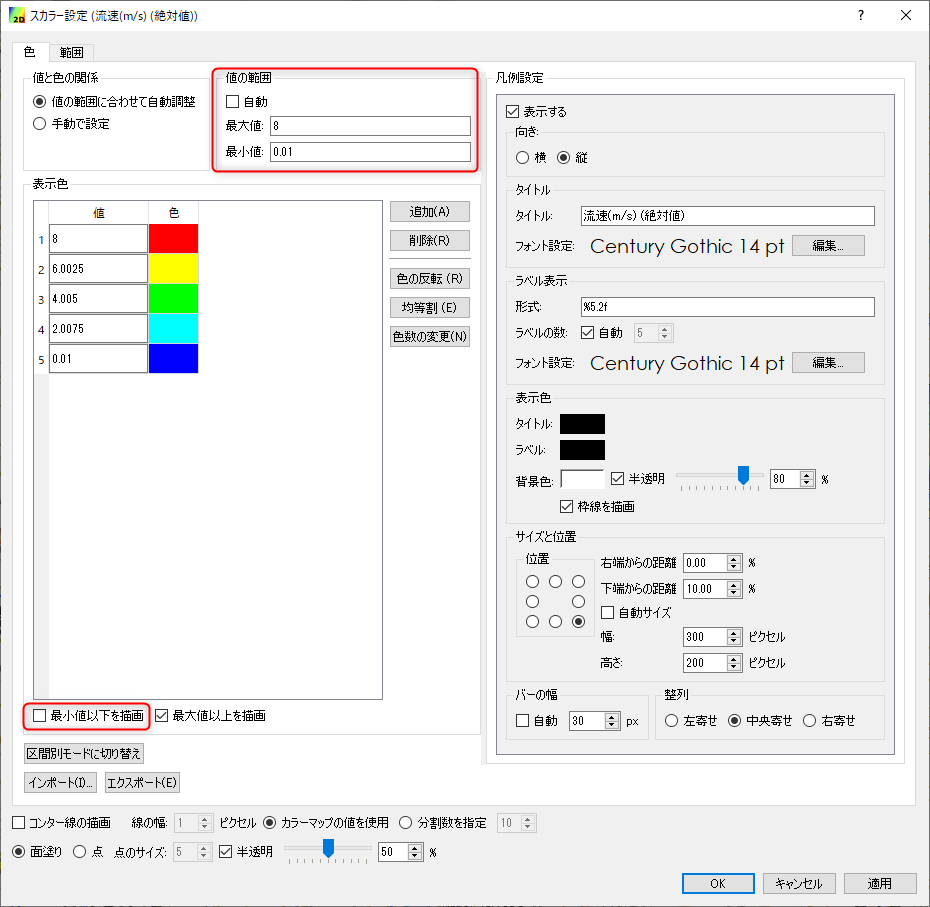 2D スカラー設定 (流速(m/s) (絶対値)) ?
色 範囲
値と色の関係
値の範囲に合わせて自動調整
手動で設定
値の範囲
自動
最大値: 8
最小値: 0.01
表示色
値 色
1 8
2 6.0025
3 4.005
4 2.0075
5 0.01
追加(A)
削除(R)
色の反転 (R)
均等割 (E)
色数の変更(N)
最小値以下を描画 最大値以上を描画
区間別モードに切り替え
インポート(I)... エクスポート(E)
凡例設定
表示する
向き:
横 縦
タイトル
タイトル: 流速(m/s) (絶対値)
フォント設定: Century Gothic 14 pt 編集...
ラベル表示
形式: %5.2f
ラベルの数: 自動 5
フォント設定: Century Gothic 14 pt 編集...
表示色
タイトル:
ラベル:
背景色: 半透明 80 %
枠線を描画
サイズと位置
位置
右端からの距離 0.00 %
下端からの距離 10.00 %
自動サイズ
幅: 300 ピクセル
高さ: 200 ピクセル
バーの幅
自動 30 px
整列
左寄せ 中央寄せ 右寄せ
コンター線の描画 線の幅: 1 ピクセル カラーマップの値を使用 分割数を指定 10
面塗り 点 点のサイズ: 5 半透明 50 %
OK キャンセル 適用